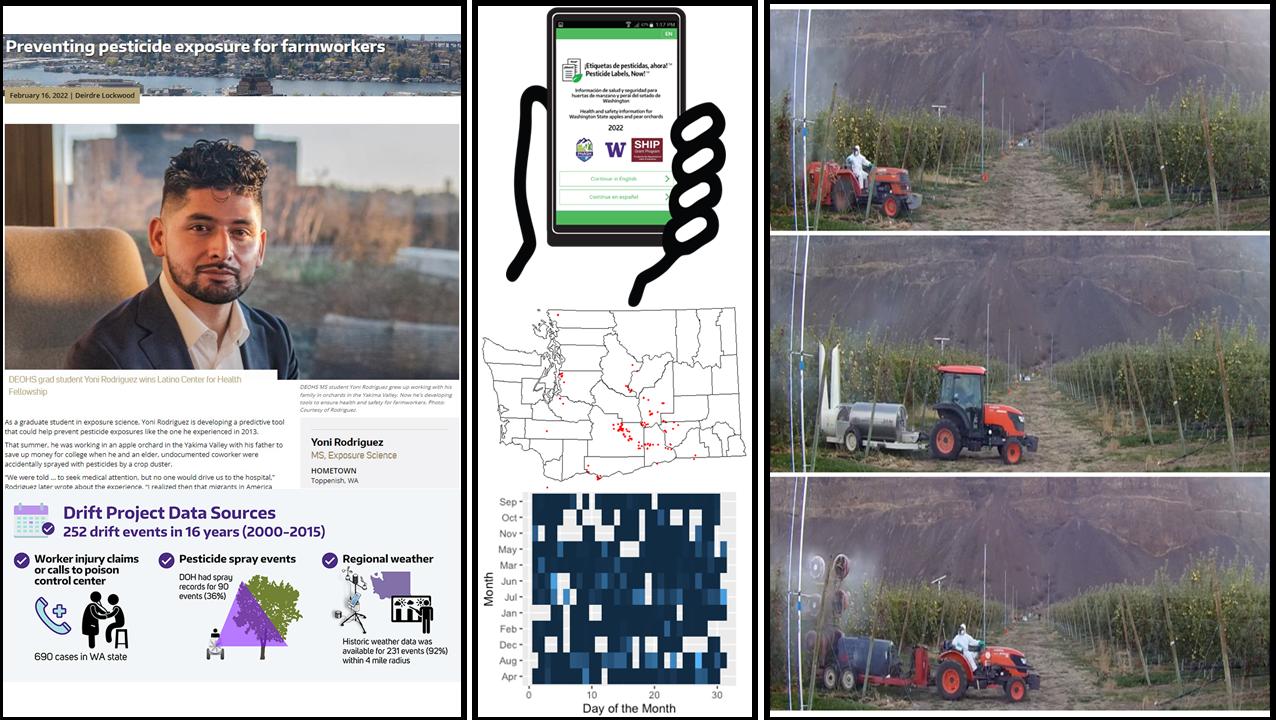 Preventing pesticide exposure for farmworkers
February 16, 2022 | Deirdre Lockwood
DEOHS grad student Yoni Rodriguez wins Latino Center for Health
Fellowship
DEOHS MS student Yoni Rodriguez grew up working with his
family in orchards in the Yakima Valley. Now he's developing
tools to ensure health and safety for farmworkers. Photo:
Courtesy of Rodriguez.
As a graduate student in exposure science, Yoni Rodriguez is developing a predictive tool
that could help prevent pesticide exposures like the one he experienced in 2013.
That summer, he was working in an apple orchard in the Yakima Valley with his father to
save up money for college when he and an elder, undocumented coworker were
accidentally sprayed with pesticides by a crop duster.
"We were told ... to seek medical attention, but no one would drive us to the hospital,"
Rodriguez later wrote about the experience. "I realized then that migrants in America
Yoni Rodriguez
MS, Exposure Science
HOMETOWN
Toppenish, WA
Drift Project Data Sources
252 drift events in 16 years (2000-2015)
Worker injury claims
or calls to poison
control center
690 cases in WA state
Pesticide spray events
DOH had spray
records for 90
events (36%)
Regional weather
Historic weather data was
available for 231 events (92%)
within 4 mile radius
1:17 PM
EN
¡Etiquetas de pesticidas, ahora!™
Pesticide Labels, Now!™
Información de salud y seguridad para
huertas de manzano y peral del estado de
Washington
Health and safety information for
Washington State apples and pear orchards
2022
W
SHIP
Grant Program
Continue in English
Continue en español
Month
Sep
Oct
Nov
May
Mar
Jun
Jul
Jan
Feb
Dec
Aug
Apr
0 10 20 30
Day of the Month